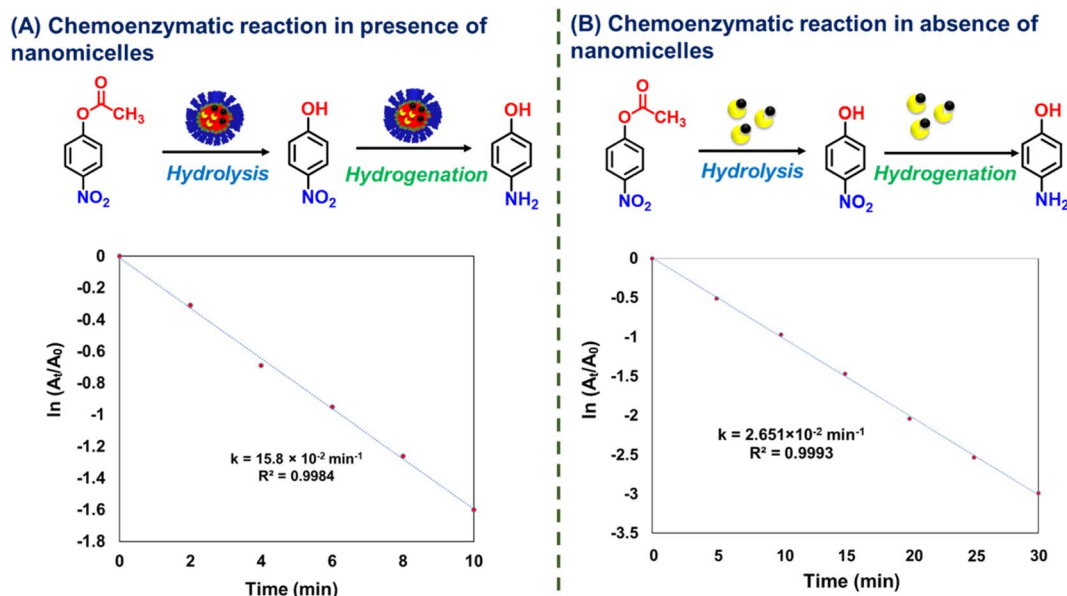 (A) Chemoenzymatic reaction in presence of
nanomicelles
O
O
CH₃
NO₂
Hydrolysis
OH
NO₂
Hydrogenation
OH
NH₂
0
-0.2
-0.4
-0.6
-0.8
-1
-1.2
-1.4
-1.6
-1.8
ln (Aₜ/A₀)
k = 15.8 × 10⁻² min⁻¹
R² = 0.9984
0 2 4 6 8 10
Time (min)
(B) Chemoenzymatic reaction in absence of
nanomicelles
O
O
CH₃
NO₂
Hydrolysis
OH
NO₂
Hydrogenation
OH
NH₂
0
-0.5
-1
-1.5
-2
-2.5
-3
-3.5
ln (Aₜ/A₀)
k = 2.651×10⁻² min⁻¹
R² = 0.9993
0 5 10 15 20 25 30
Time (min)